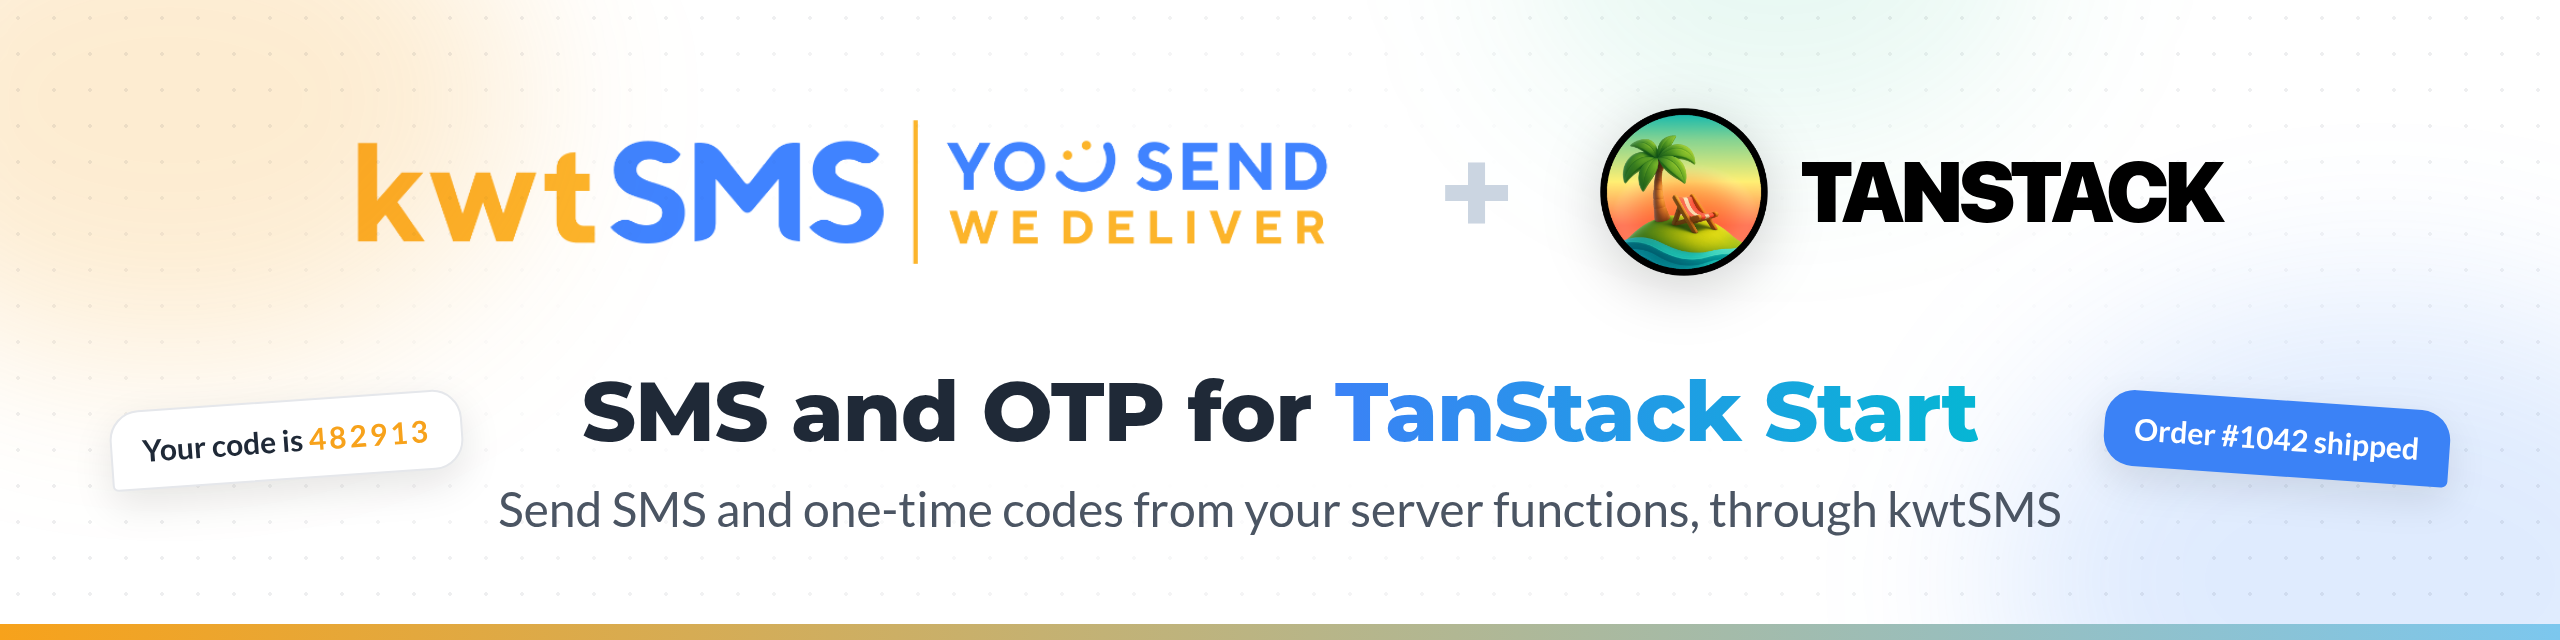 kwtSMS
YOU SEND
WE DELIVER
TANSTACK
SMS and OTP for TanStack Start
Your code is 482913
Order #1042 shipped
Send SMS and one-time codes from your server functions, through kwtSMS